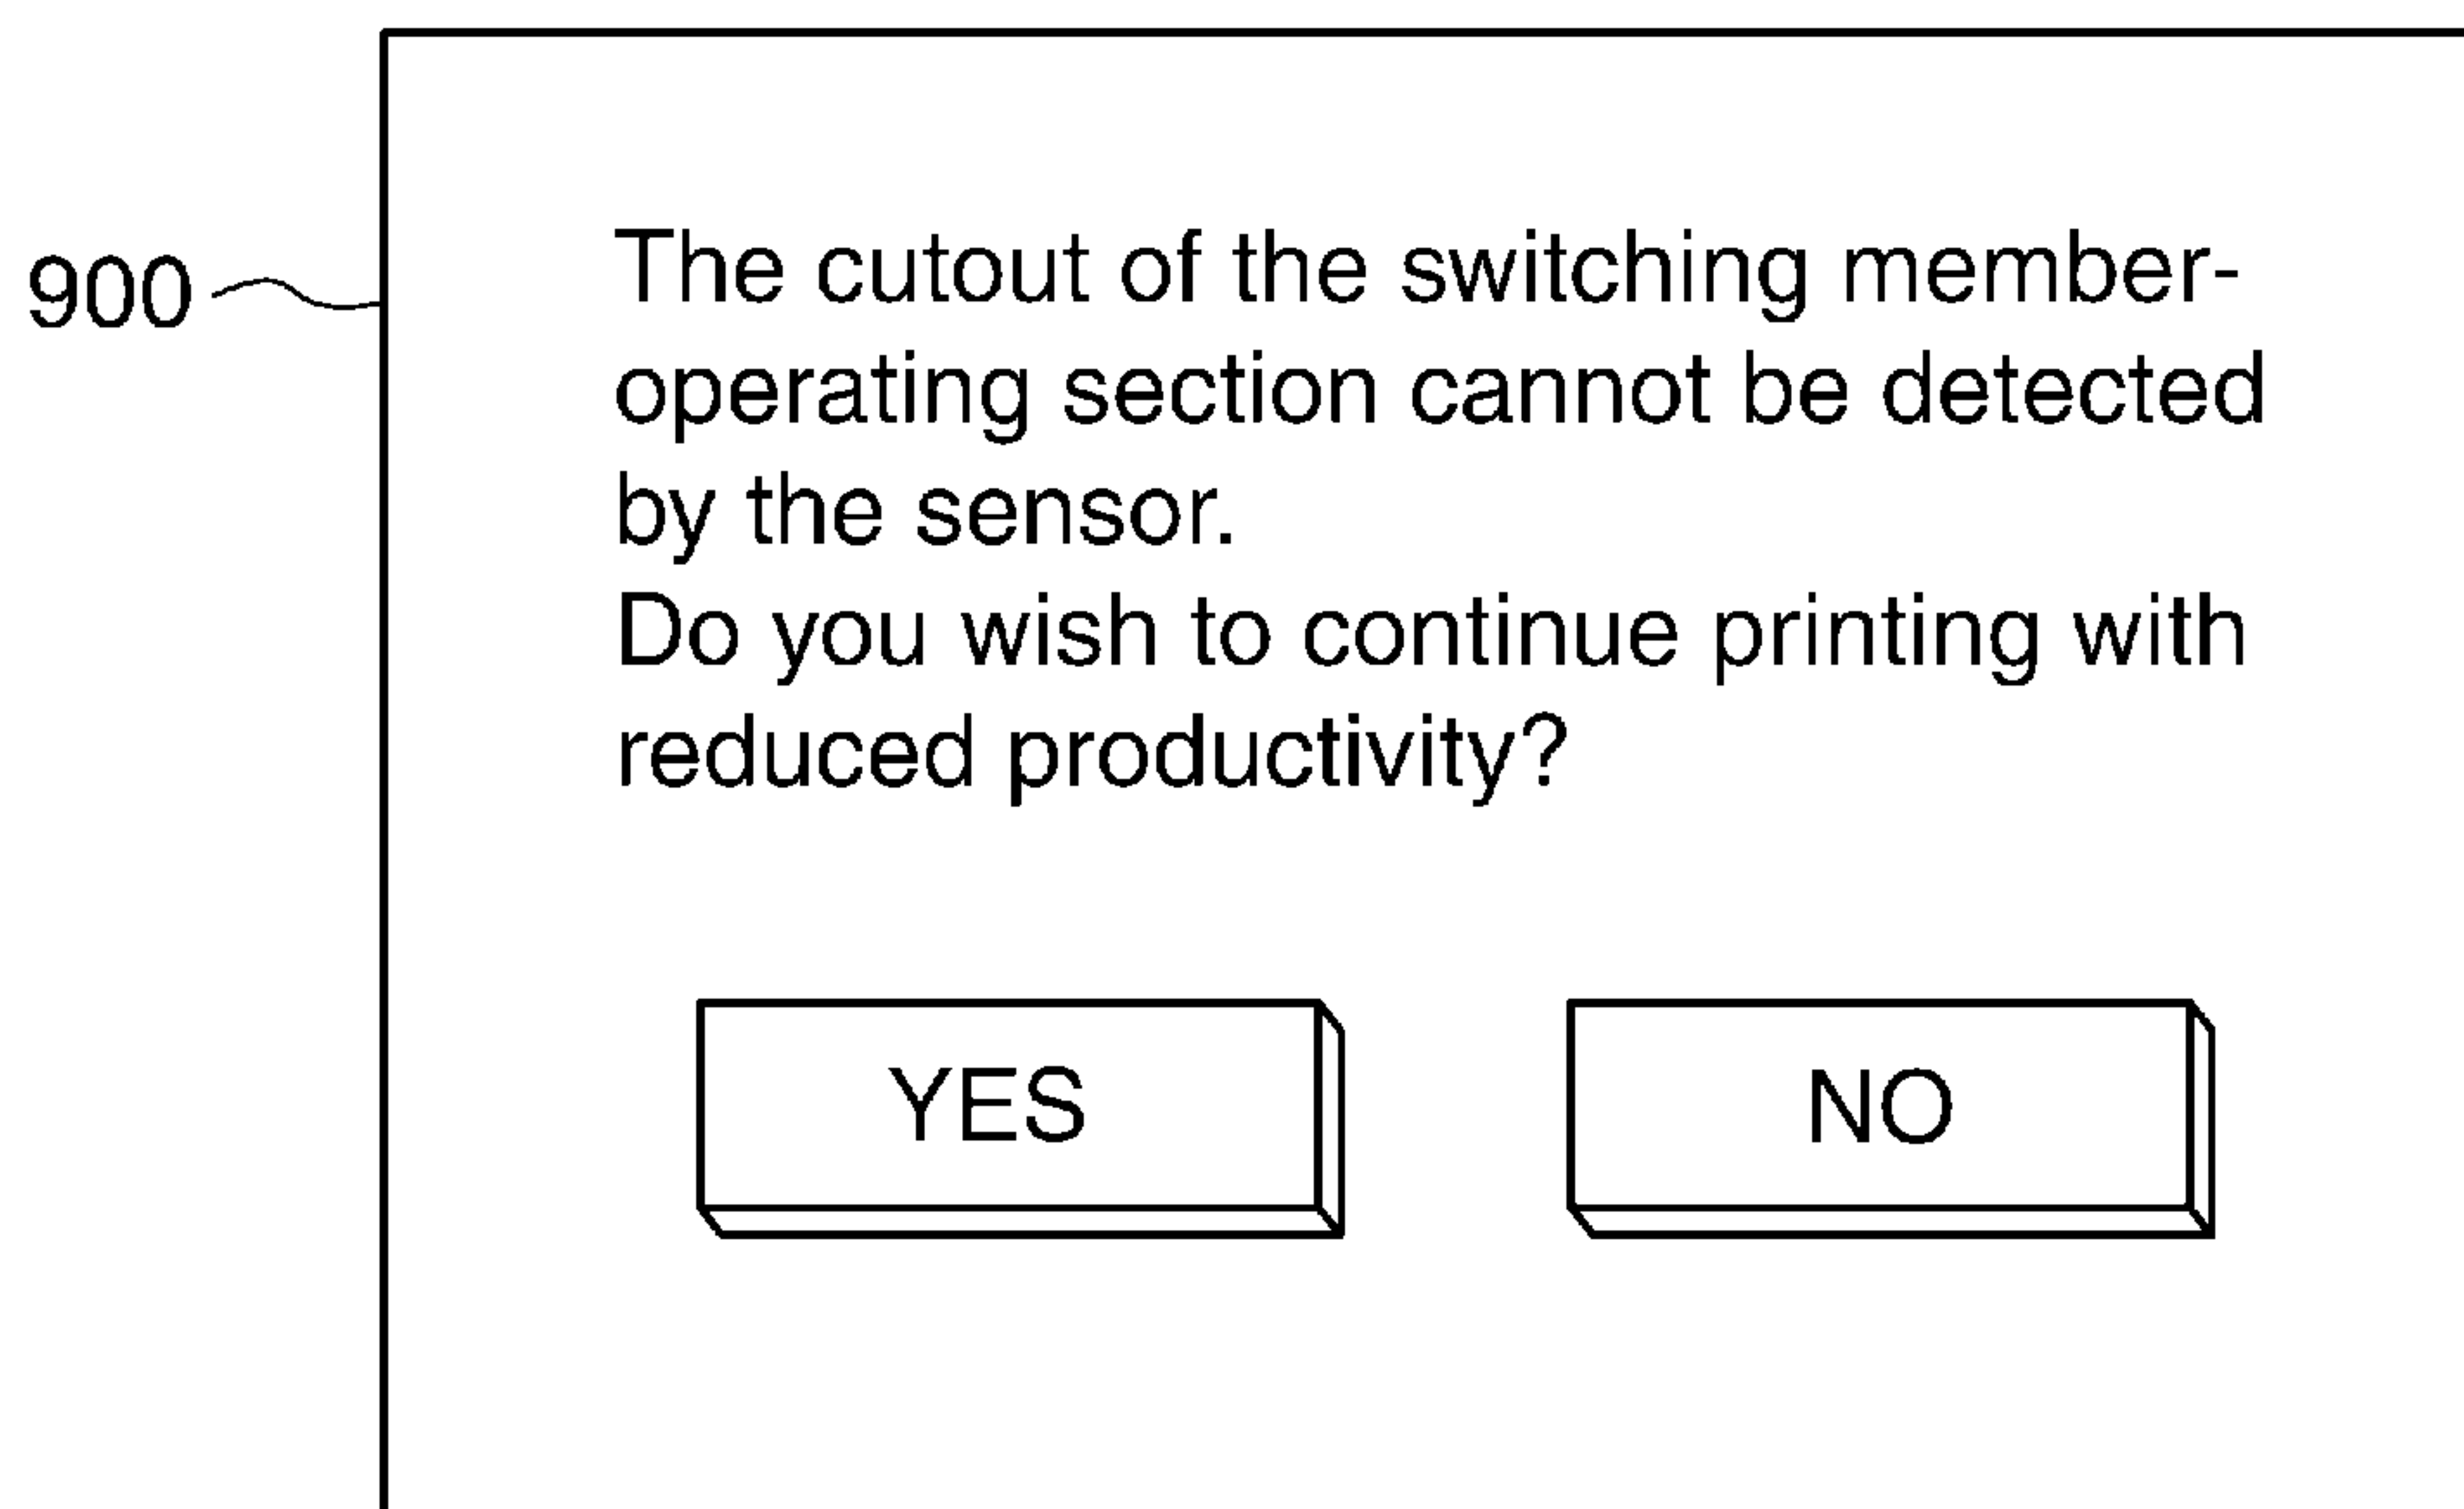 900
The cutout of the switching member-
operating section cannot be detected
by the sensor.
Do you wish to continue printing with
reduced productivity?
YES
NO